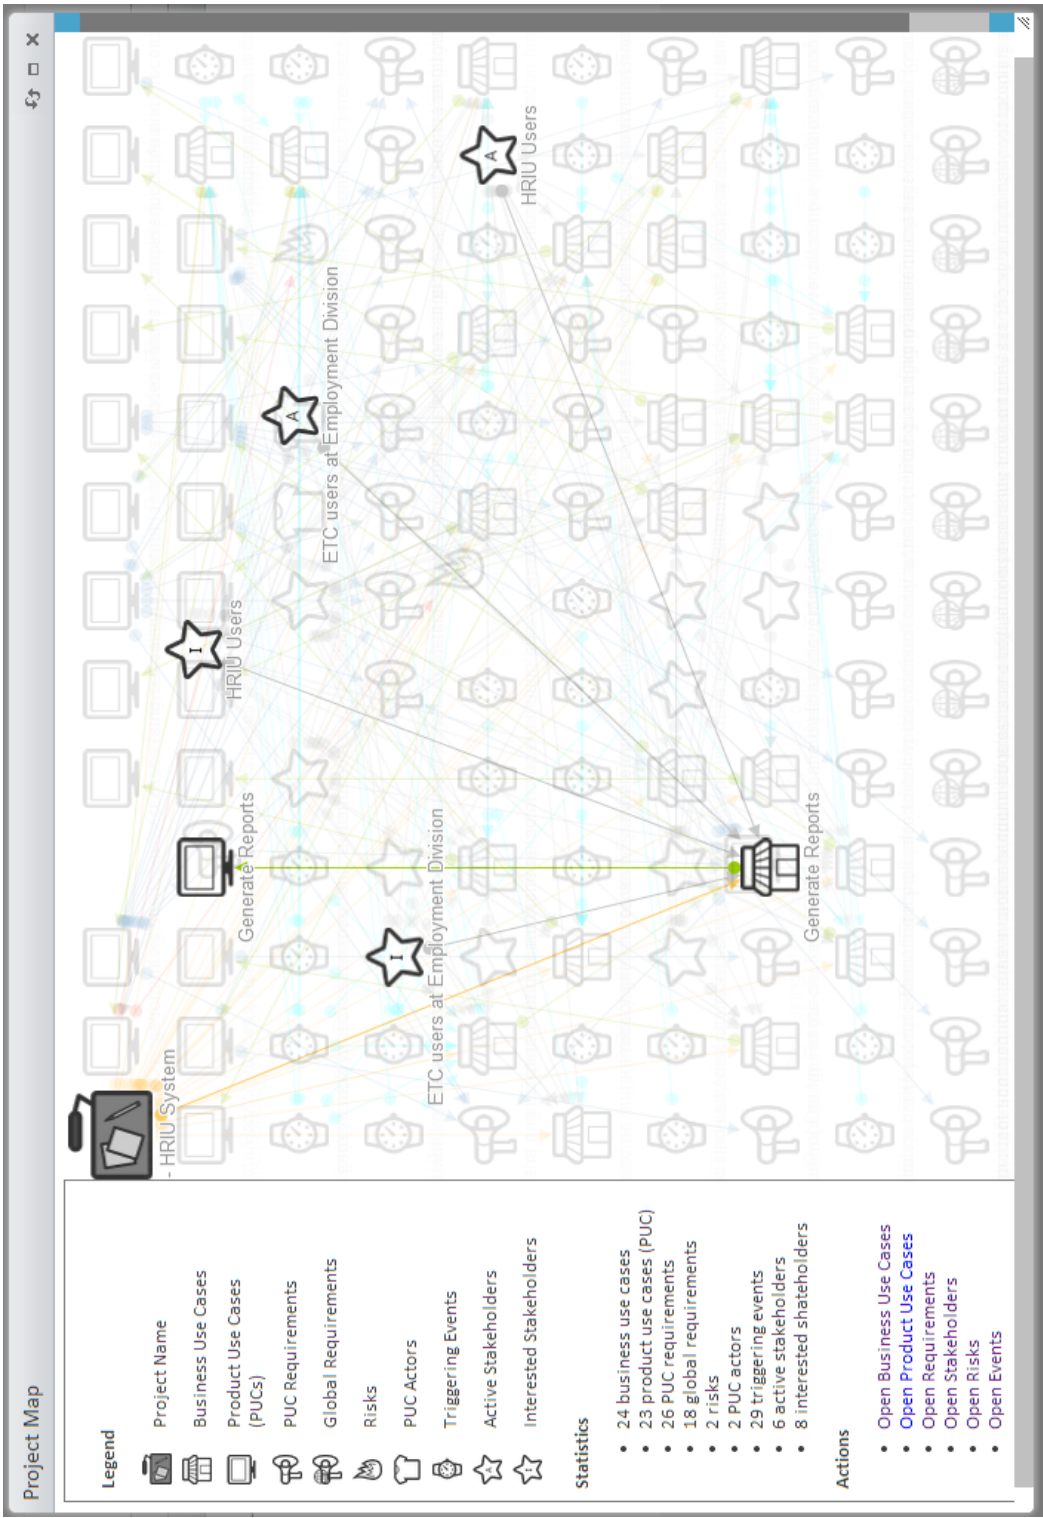 Project Map
Legend
Project Name
Business Use Cases
Product Use Cases
(PUCs)
PUC Requirements
Global Requirements
Risks
PUC Actors
Triggering Events
Active Stakeholders
Interested Stakeholders
Statistics
• 24 business use cases
• 23 product use cases (PUC)
• 26 PUC requirements
• 18 global requirements
• 2 risks
• 2 PUC actors
• 29 triggering events
• 6 active stakeholders
• 8 interested shateholders
Actions
• Open Business Use Cases
• Open Product Use Cases
• Open Requirements
• Open Stakeholders
• Open Risks
• Open Events
- HRIU System
Generate Reports
I
HRIU Users
A
ETC users at Employment Division
I
ETC users at Employment Division
A
HRIU Users
Generate Reports